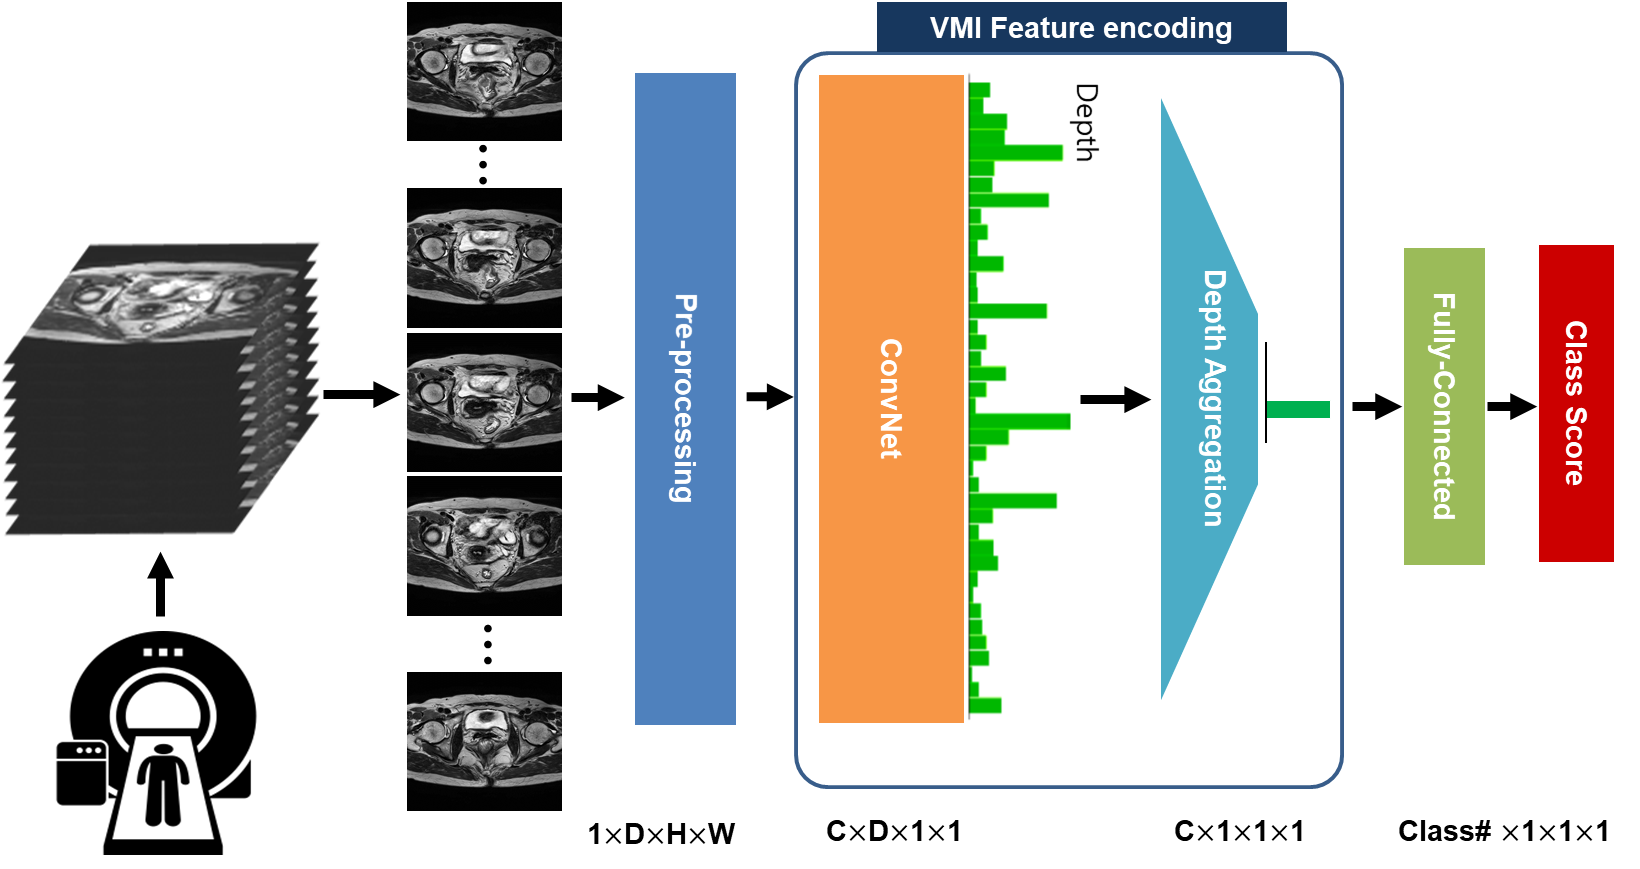 VMI Feature encoding
Pre-processing
ConvNet
Depth
Depth Aggregation
Fully-Connected
Class Score
1×D×H×W
C×D×1×1
C×1×1×1
Class# ×1×1×1